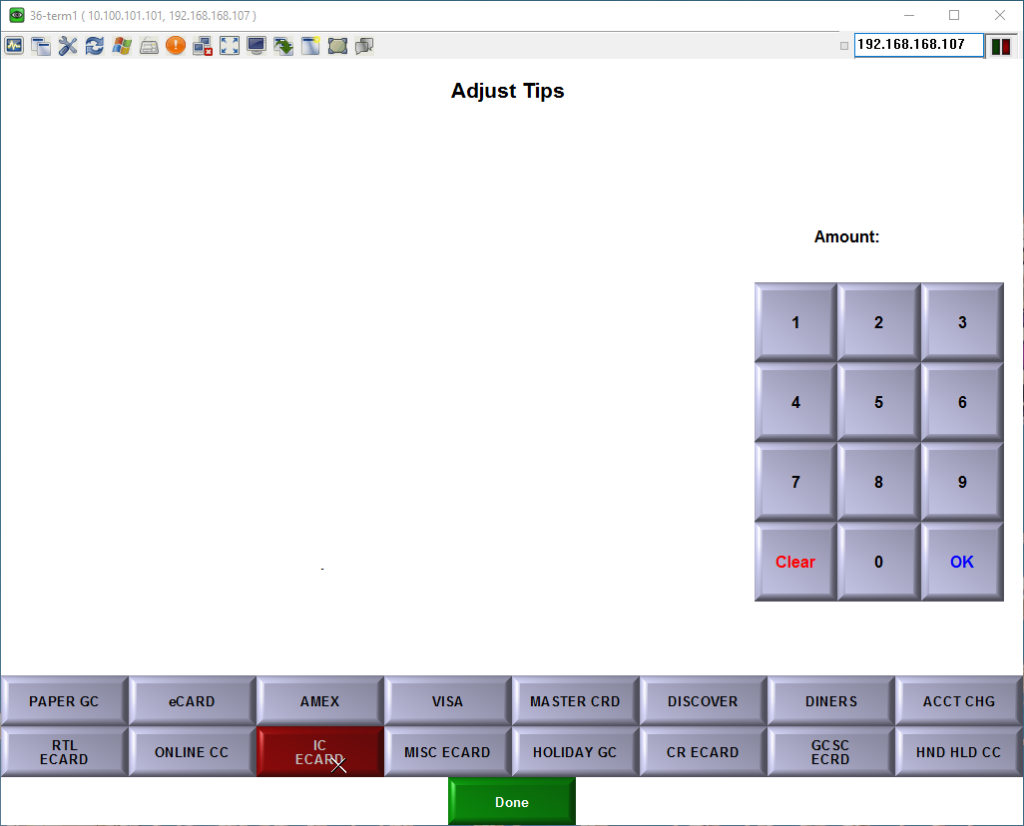 36-term1 ( 10.100.101.101, 192.168.168.107 )
192.168.168.107
Adjust Tips
Amount:
1 2 3
4 5 6
7 8 9
Clear 0 OK
PAPER GC eCARD AMEX VISA MASTER CRD DISCOVER DINERS ACCT CHG
RTL ECARD ONLINE CC IC ECARD MISC ECARD HOLIDAY GC CR ECARD GC SC ECRD HND HLD CC
Done